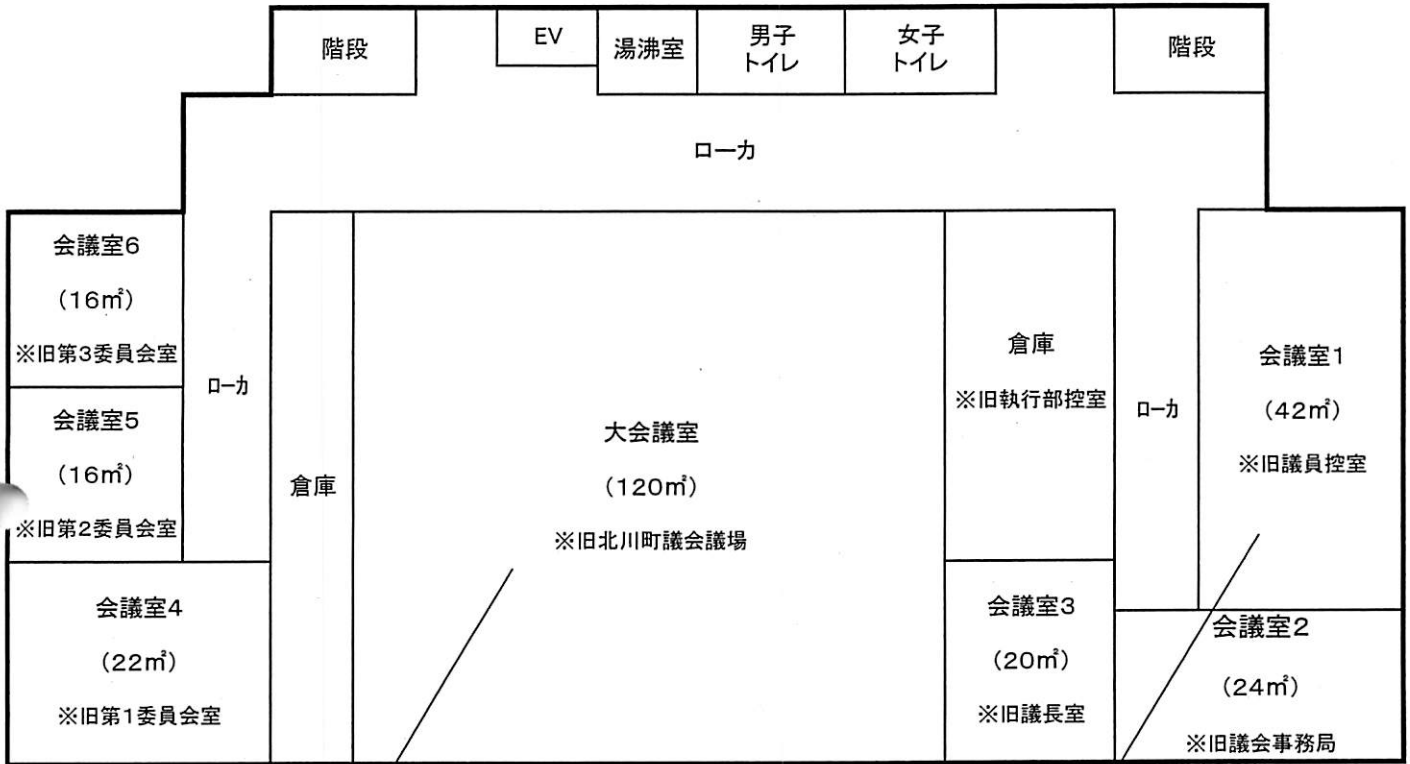 階段
EV
湯沸室
男子
トイレ
女子
トイレ
階段
ローカ
会議室6
(16㎡)
※旧第3委員会室
会議室5
(16㎡)
※旧第2委員会室
ローカ
会議室4
(22㎡)
※旧第1委員会室
倉庫
大会議室
(120㎡)
※旧北川町議会議場
倉庫
※旧執行部控室
会議室3
(20㎡)
※旧議長室
ローカ
会議室1
(42㎡)
※旧議員控室
会議室2
(24㎡)
※旧議会事務局